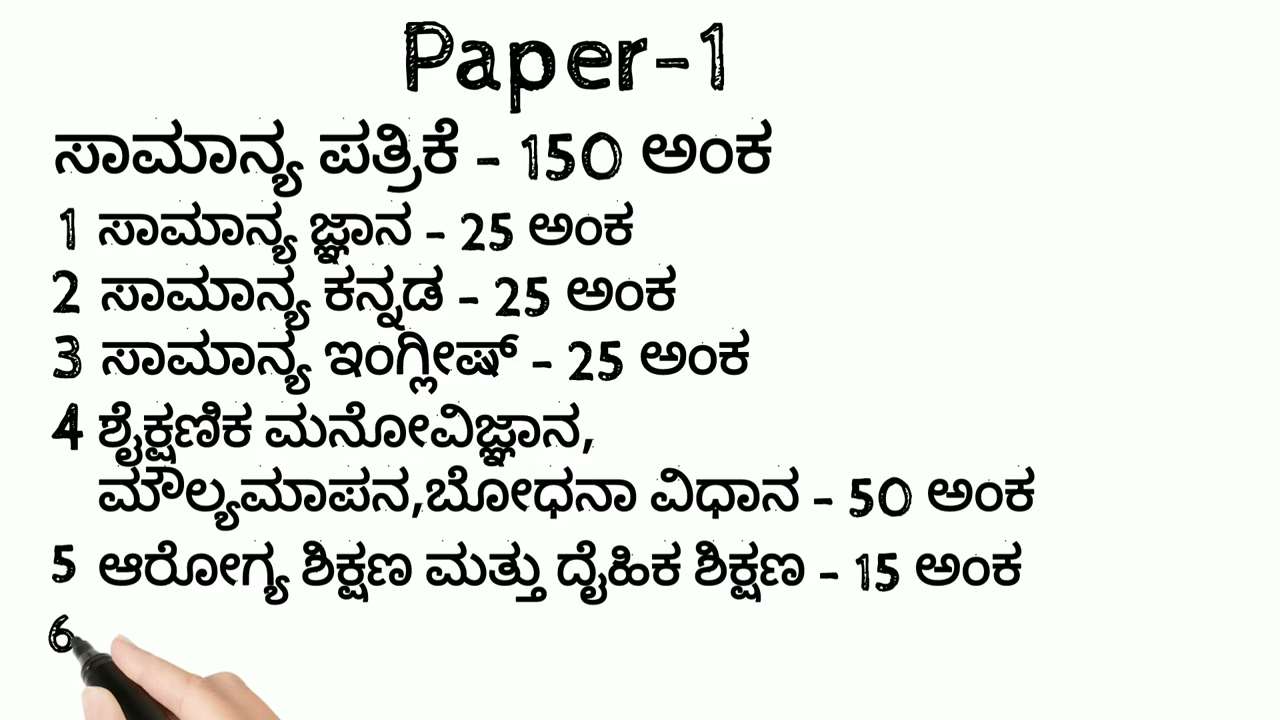 Paper-1
ಸಾಮಾನ್ಯ ಪತ್ರಿಕೆ - 150 ಅಂಕ
1 ಸಾಮಾನ್ಯ ಜ್ಞಾನ - 25 ಅಂಕ
2 ಸಾಮಾನ್ಯ ಕನ್ನಡ - 25 ಅಂಕ
3 ಸಾಮಾನ್ಯ ಇಂಗ್ಲೀಷ್ - 25 ಅಂಕ
4 ಶೈಕ್ಷಣಿಕ ಮನೋವಿಜ್ಞಾನ,
ಮೌಲ್ಯಮಾಪನ,ಬೋಧನಾ ವಿಧಾನ - 50 ಅಂಕ
5 ಆರೋಗ್ಯ ಶಿಕ್ಷಣ ಮತ್ತು ದೈಹಿಕ ಶಿಕ್ಷಣ - 15 ಅಂಕ
6